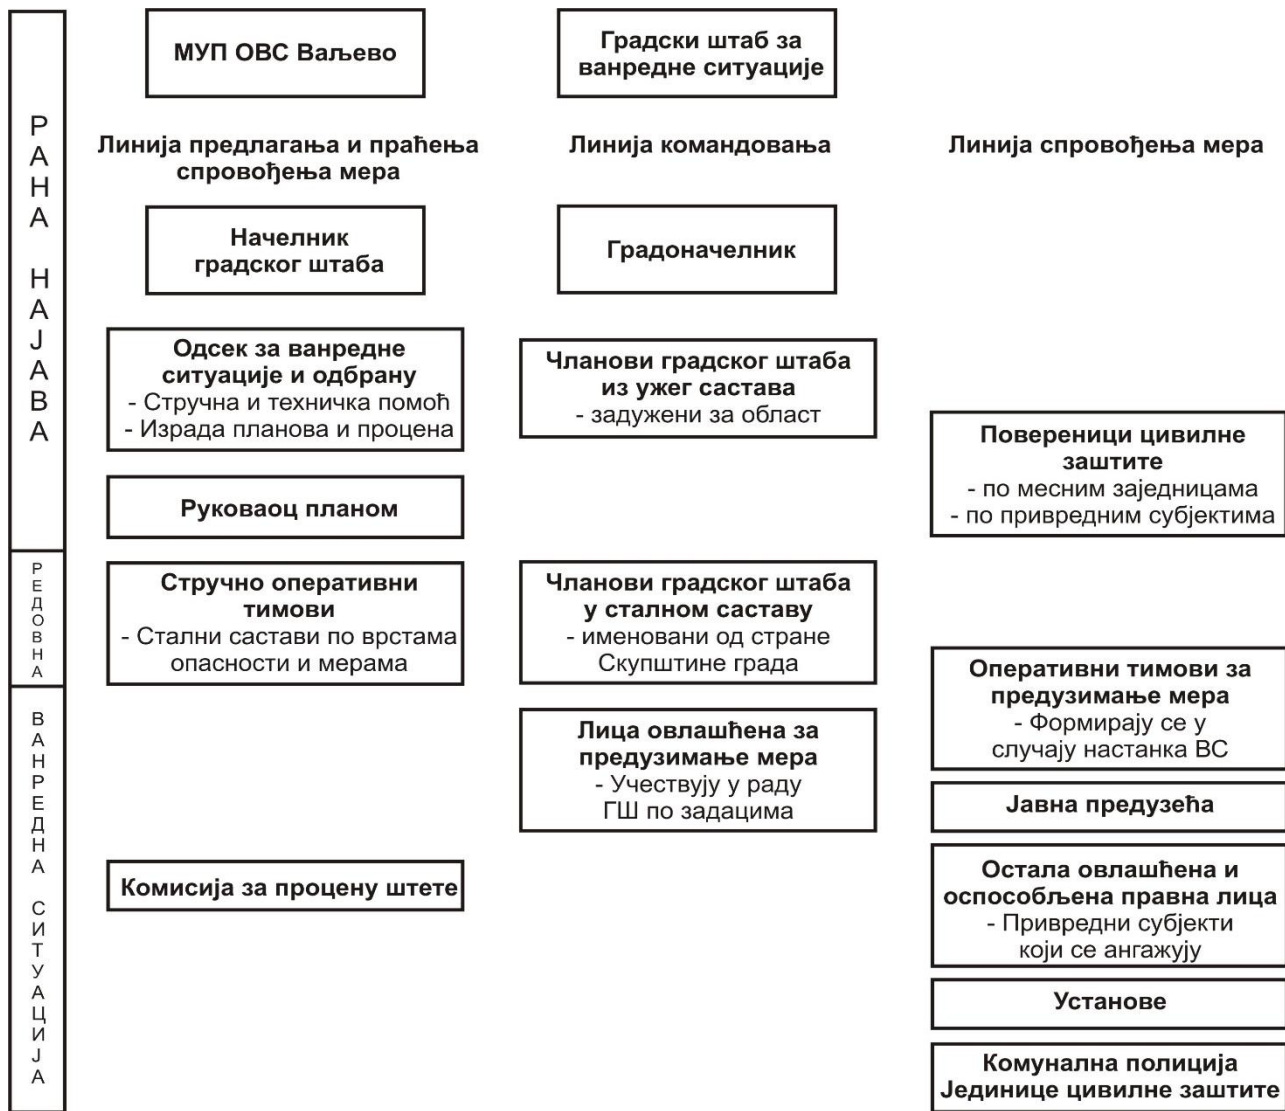 РАНА НАЈАВА
РЕДОВНА
ВАНРЕДНА СИТУАЦИЈА
МУП ОВС Ваљево
Линија предлагања и праћења
спровођења мера
Начелник
градског штаба
Одсек за ванредне
ситуације и одбрану
- Стручна и техничка помоћ
- Израда планова и процена
Руковаоц планом
Стручно оперативни
тимови
- Стални састави по врстама
опасности и мерама
Комисија за процену штете
Градски штаб за
ванредне ситуације
Линија командовања
Градоначелник
Чланови градског штаба
из ужег састава
- задужени за област
Чланови градског штаба
у сталном саставу
- именовани од стране
Скупштине града
Лица овлашћена за
предузимање мера
- Учествују у раду
ГШ по задацима
Линија спровођења мера
Повереници цивилне
заштите
- по месним заједницама
- по привредним субјектима
Оперативни тимови за
предузимање мера
- Формирају се у
случају настанка ВС
Јавна предузећа
Остала овлашћена и
оспособљена правна лица
- Привредни субјекти
који се ангажују
Установе
Комунална полиција
Јединице цивилне заштите